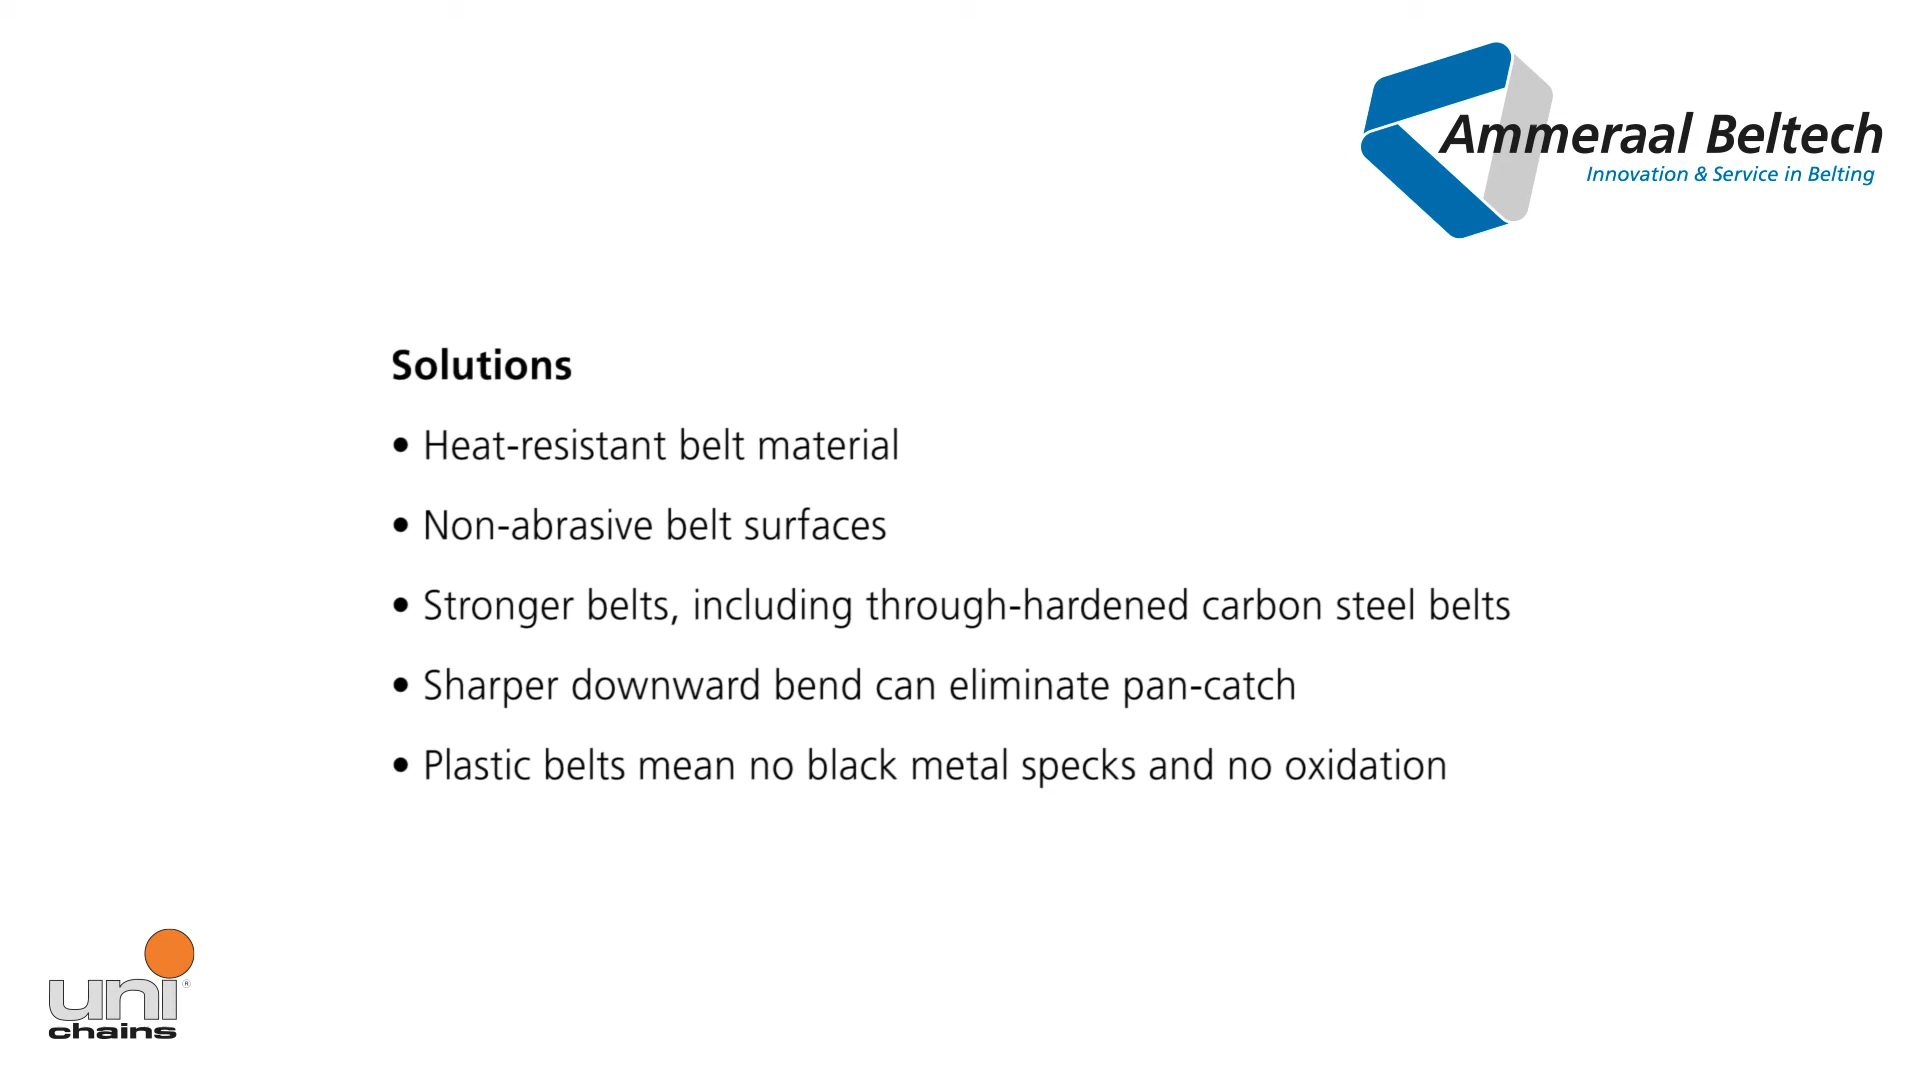 Ammeraal Beltech
Innovation & Service in Belting
Solutions
• Heat-resistant belt material
• Non-abrasive belt surfaces
• Stronger belts, including through-hardened carbon steel belts
• Sharper downward bend can eliminate pan-catch
• Plastic belts mean no black metal specks and no oxidation
uni®
chains